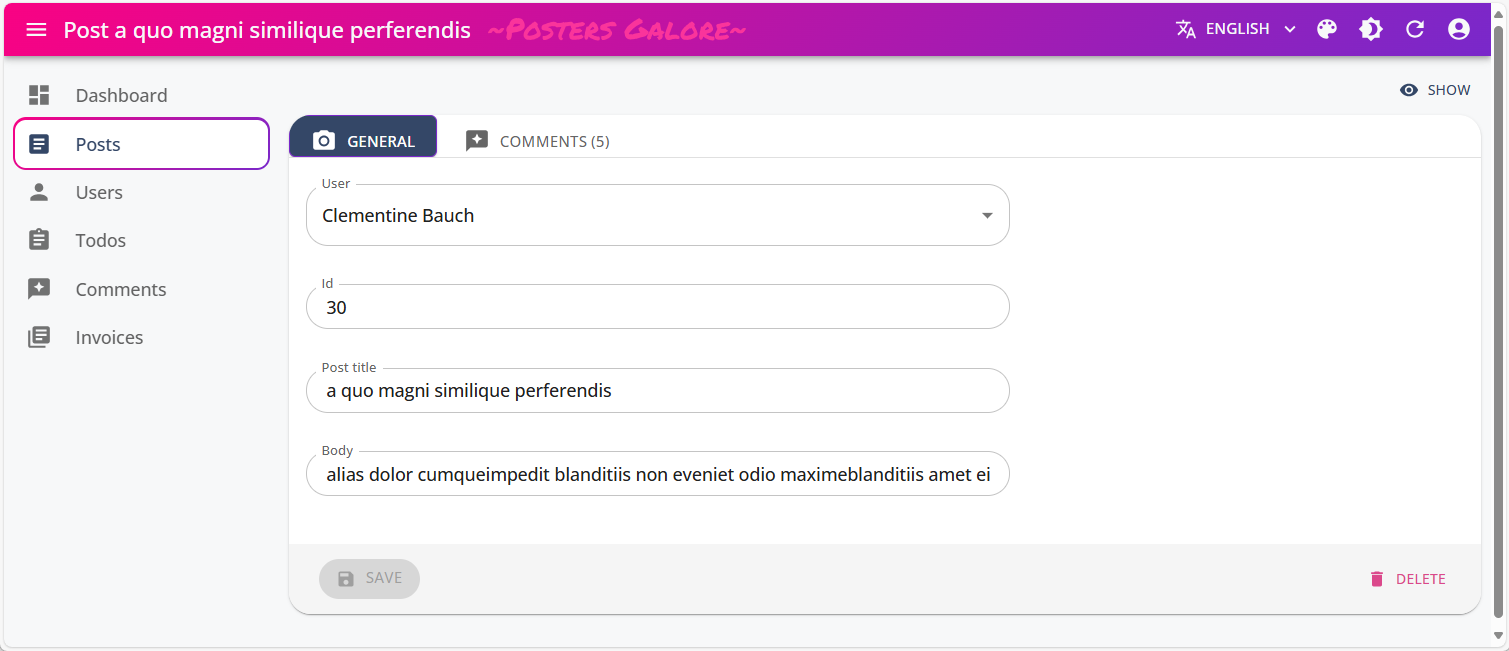 Post a quo magni similique perferendis ~Posters Galore~ ENGLISH
SHOW
Dashboard
Posts
Users
Todos
Comments
Invoices
GENERAL COMMENTS (5)
User
Clementine Bauch
Id
30
Post title
a quo magni similique perferendis
Body
alias dolor cumqueimpedit blanditiis non eveniet odio maximeblanditiis amet ei
SAVE DELETE